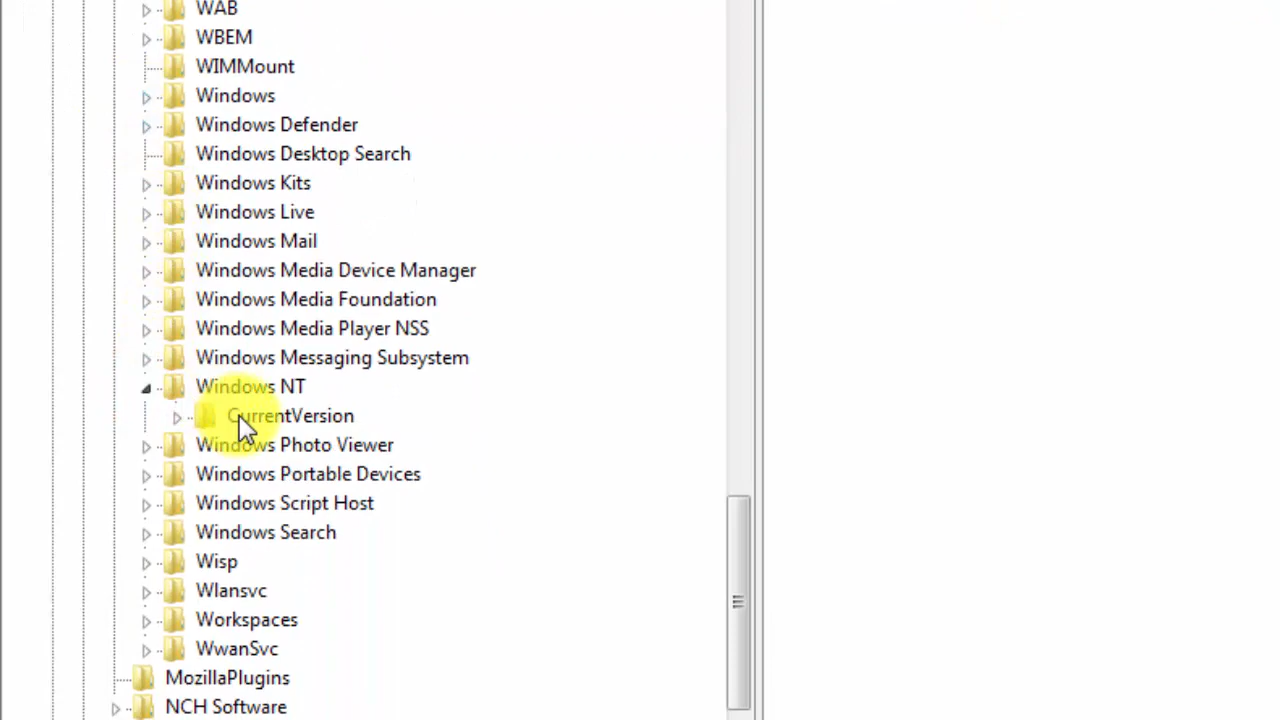 WAB
WBEM
WIMMount
Windows
Windows Defender
Windows Desktop Search
Windows Kits
Windows Live
Windows Mail
Windows Media Device Manager
Windows Media Foundation
Windows Media Player NSS
Windows Messaging Subsystem
Windows NT
CurrentVersion
Windows Photo Viewer
Windows Portable Devices
Windows Script Host
Windows Search
Wisp
Wlansvc
Workspaces
WwanSvc
MozillaPlugins
NCH Software